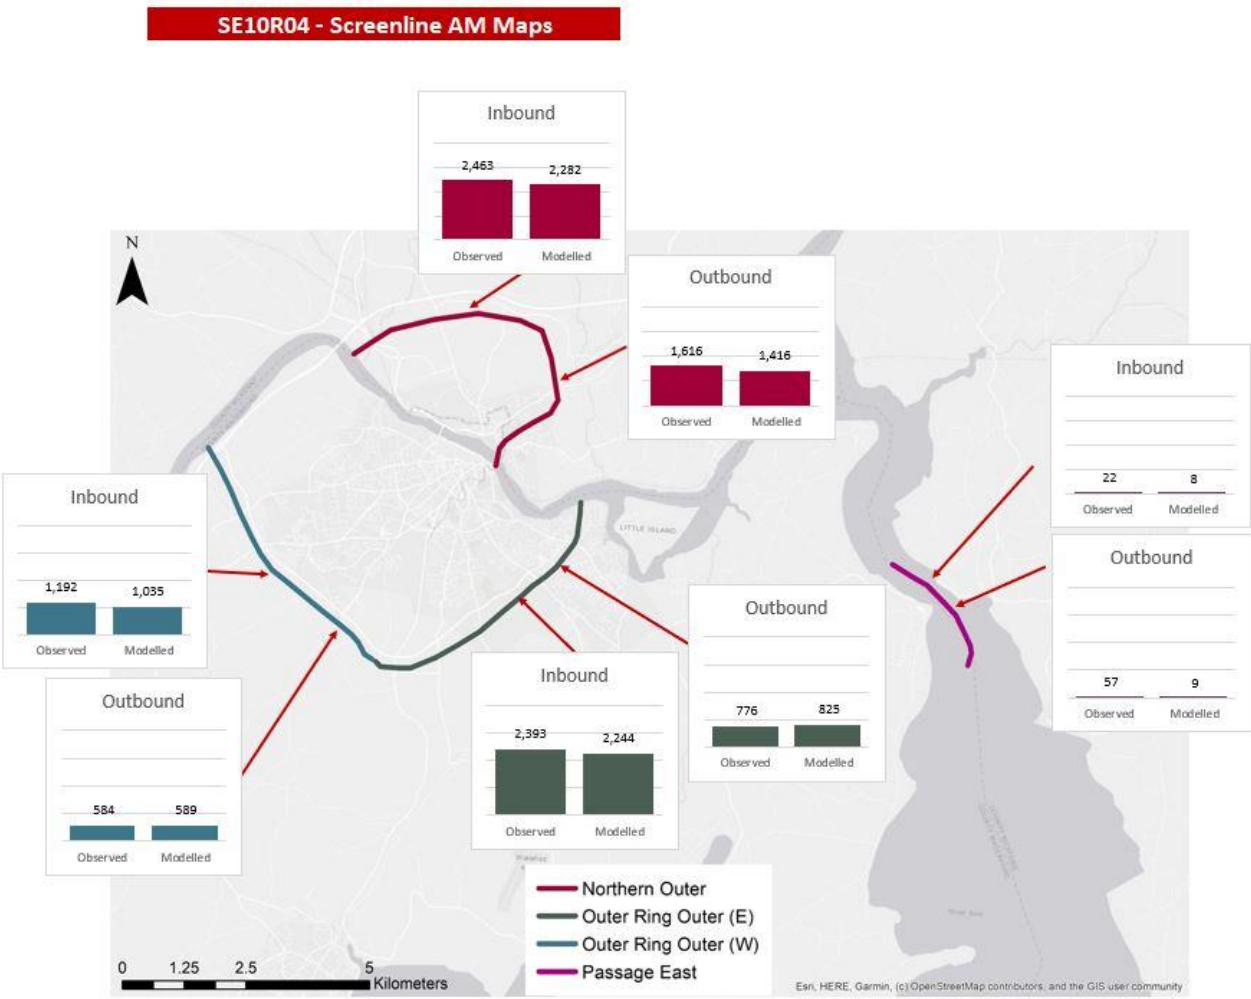 SE10R04 - Screenline AM Maps
Inbound
2,463 2,282
Observed Modelled
N
Outbound
1,616 1,416
Observed Modelled
Inbound
22 8
Observed Modelled
Inbound
1,192 1,035
Observed Modelled
LITTLE ISLAND
Outbound
57 9
Observed Modelled
Outbound
776 825
Observed Modelled
Inbound
2,393 2,244
Observed Modelled
Outbound
584 589
Observed Modelled
Northern Outer
Outer Ring Outer (E)
Outer Ring Outer (W)
Passage East
0 1.25 2.5 5
Kilometers
Esri, HERE, Garmin, (c) OpenStreetMap contributors, and the GIS user community